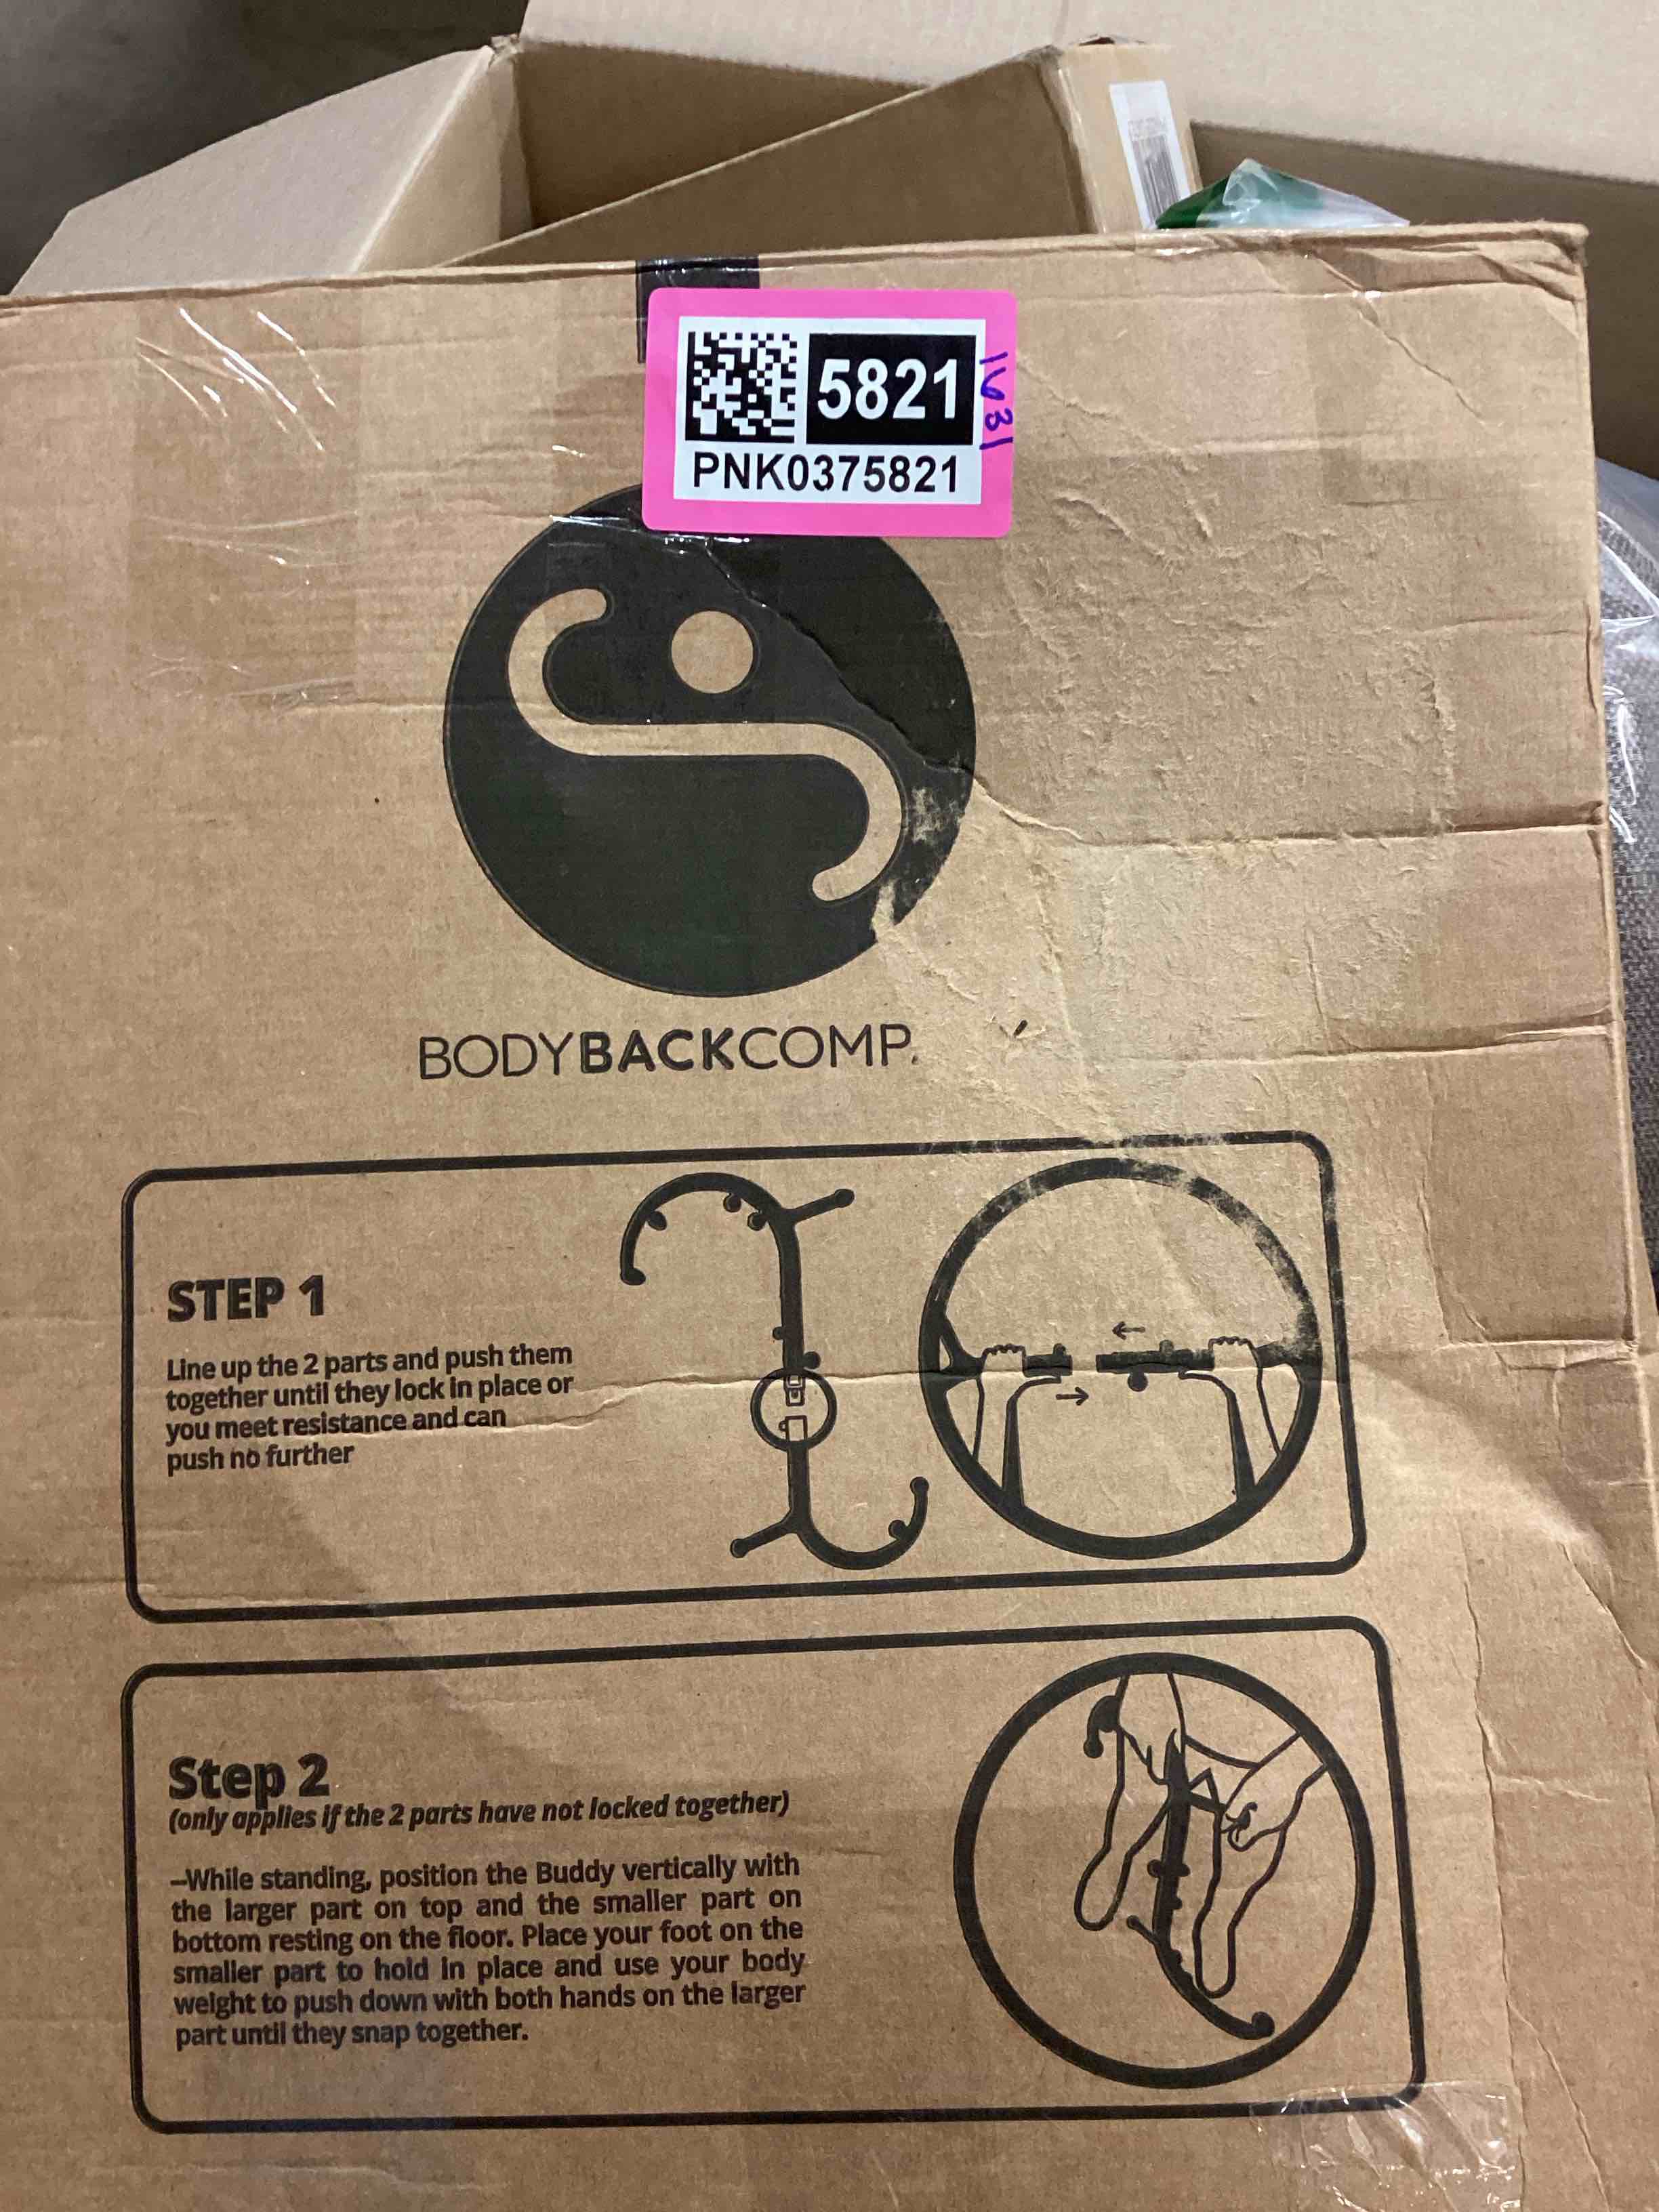 5821
1631
PNK0375821
BODYBACKCOMP.
STEP 1
Line up the 2 parts and push them
together until they lock in place or
you meet resistance and can
push no further
Step 2
(only applies if the 2 parts have not locked together)
–While standing, position the Buddy vertically with
the larger part on top and the smaller part on
bottom resting on the floor. Place your foot on the
smaller part to hold in place and use your body
weight to push down with both hands on the larger
part until they snap together.